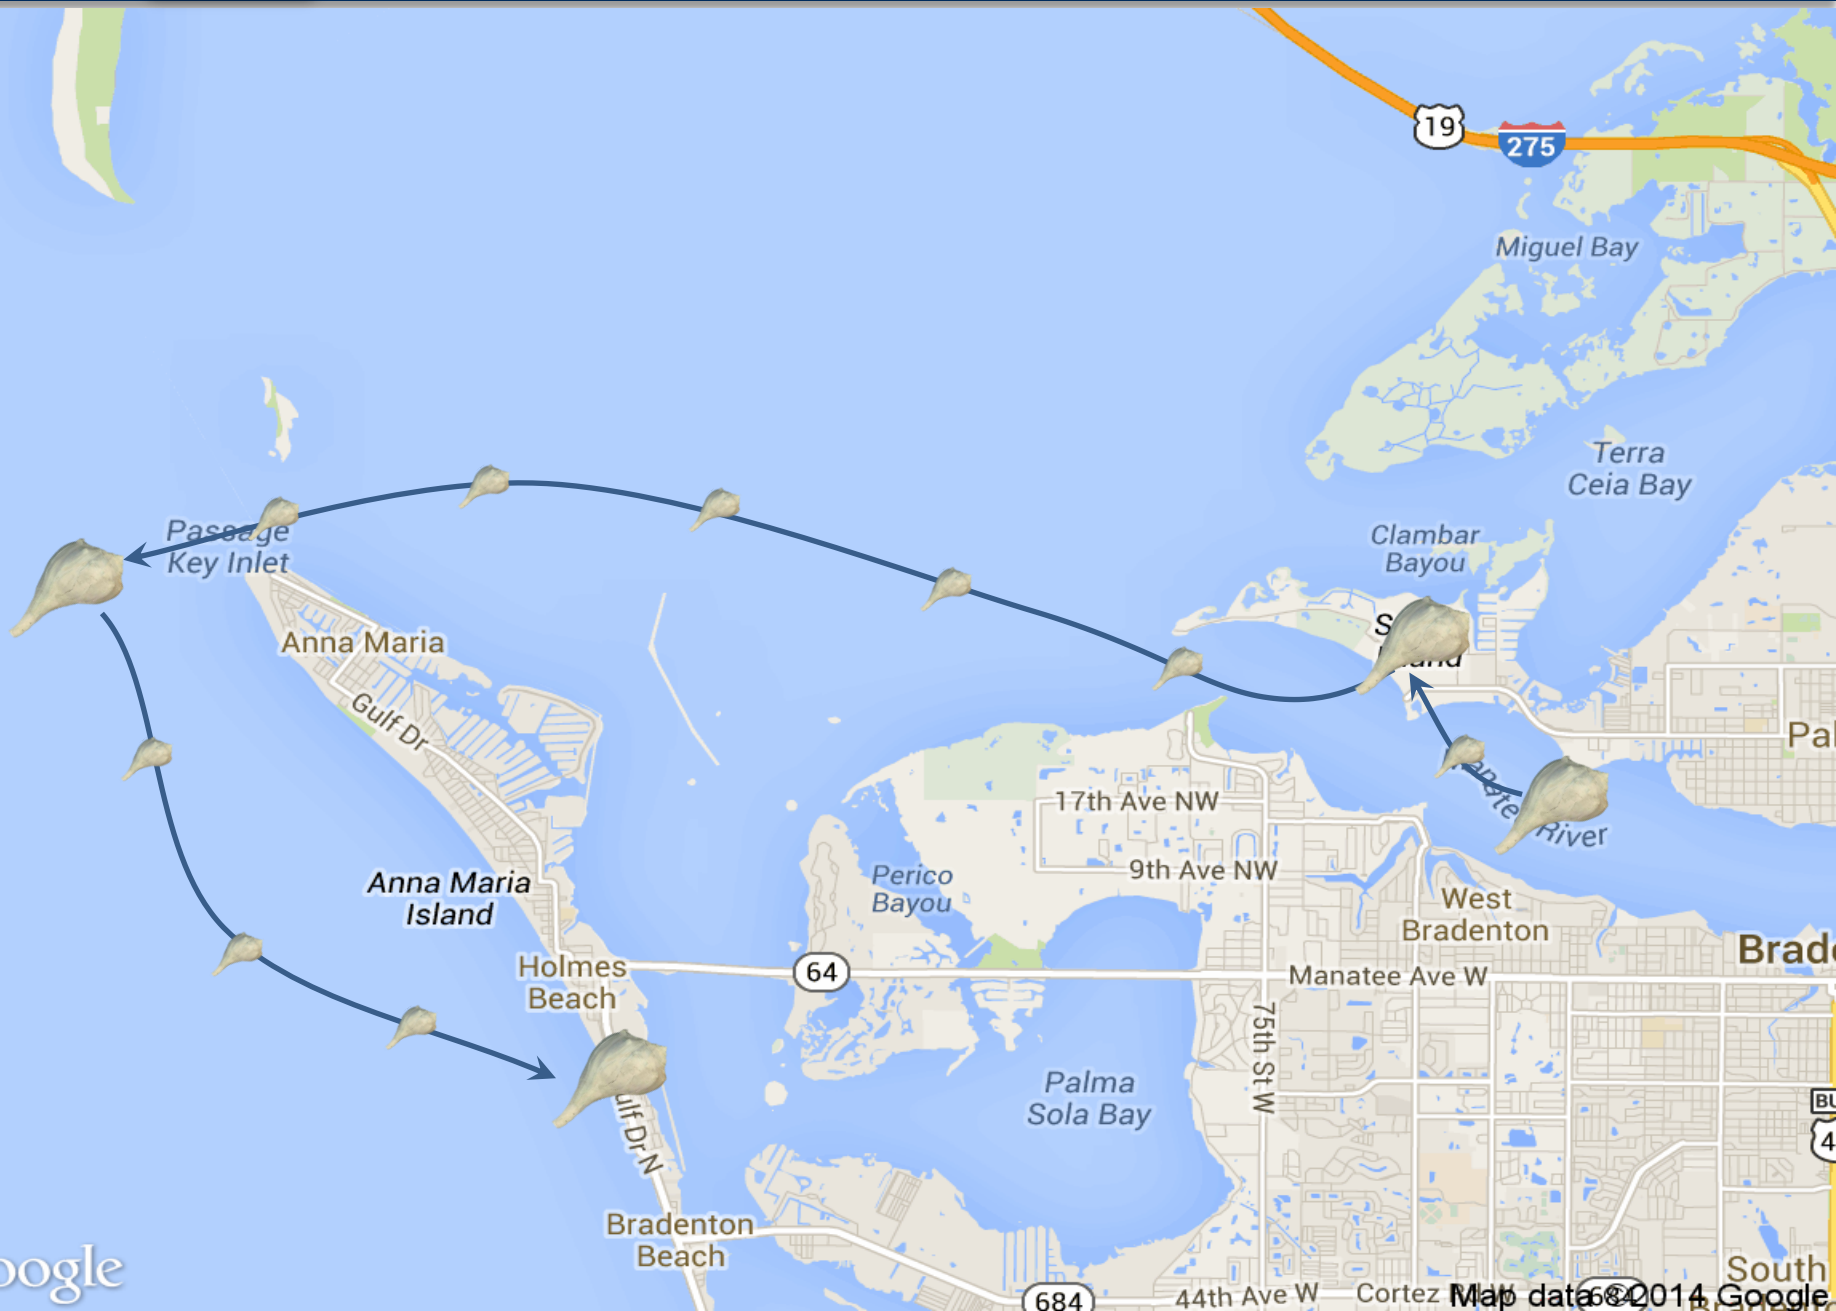 19
275
Miguel Bay
Terra
Ceia Bay
Clambar
Bayou
Passage
Key Inlet
Anna Maria
Gulf Dr
17th Ave NW
9th Ave NW
River
Perico
Bayou
Anna Maria
Island
West
Bradenton
Holmes
Beach
64
Manatee Ave W
75th St W
Palma
Sola Bay
Dr N
Bradenton
Beach
684
44th Ave W
Cortez
South
Map data ©2014 Google